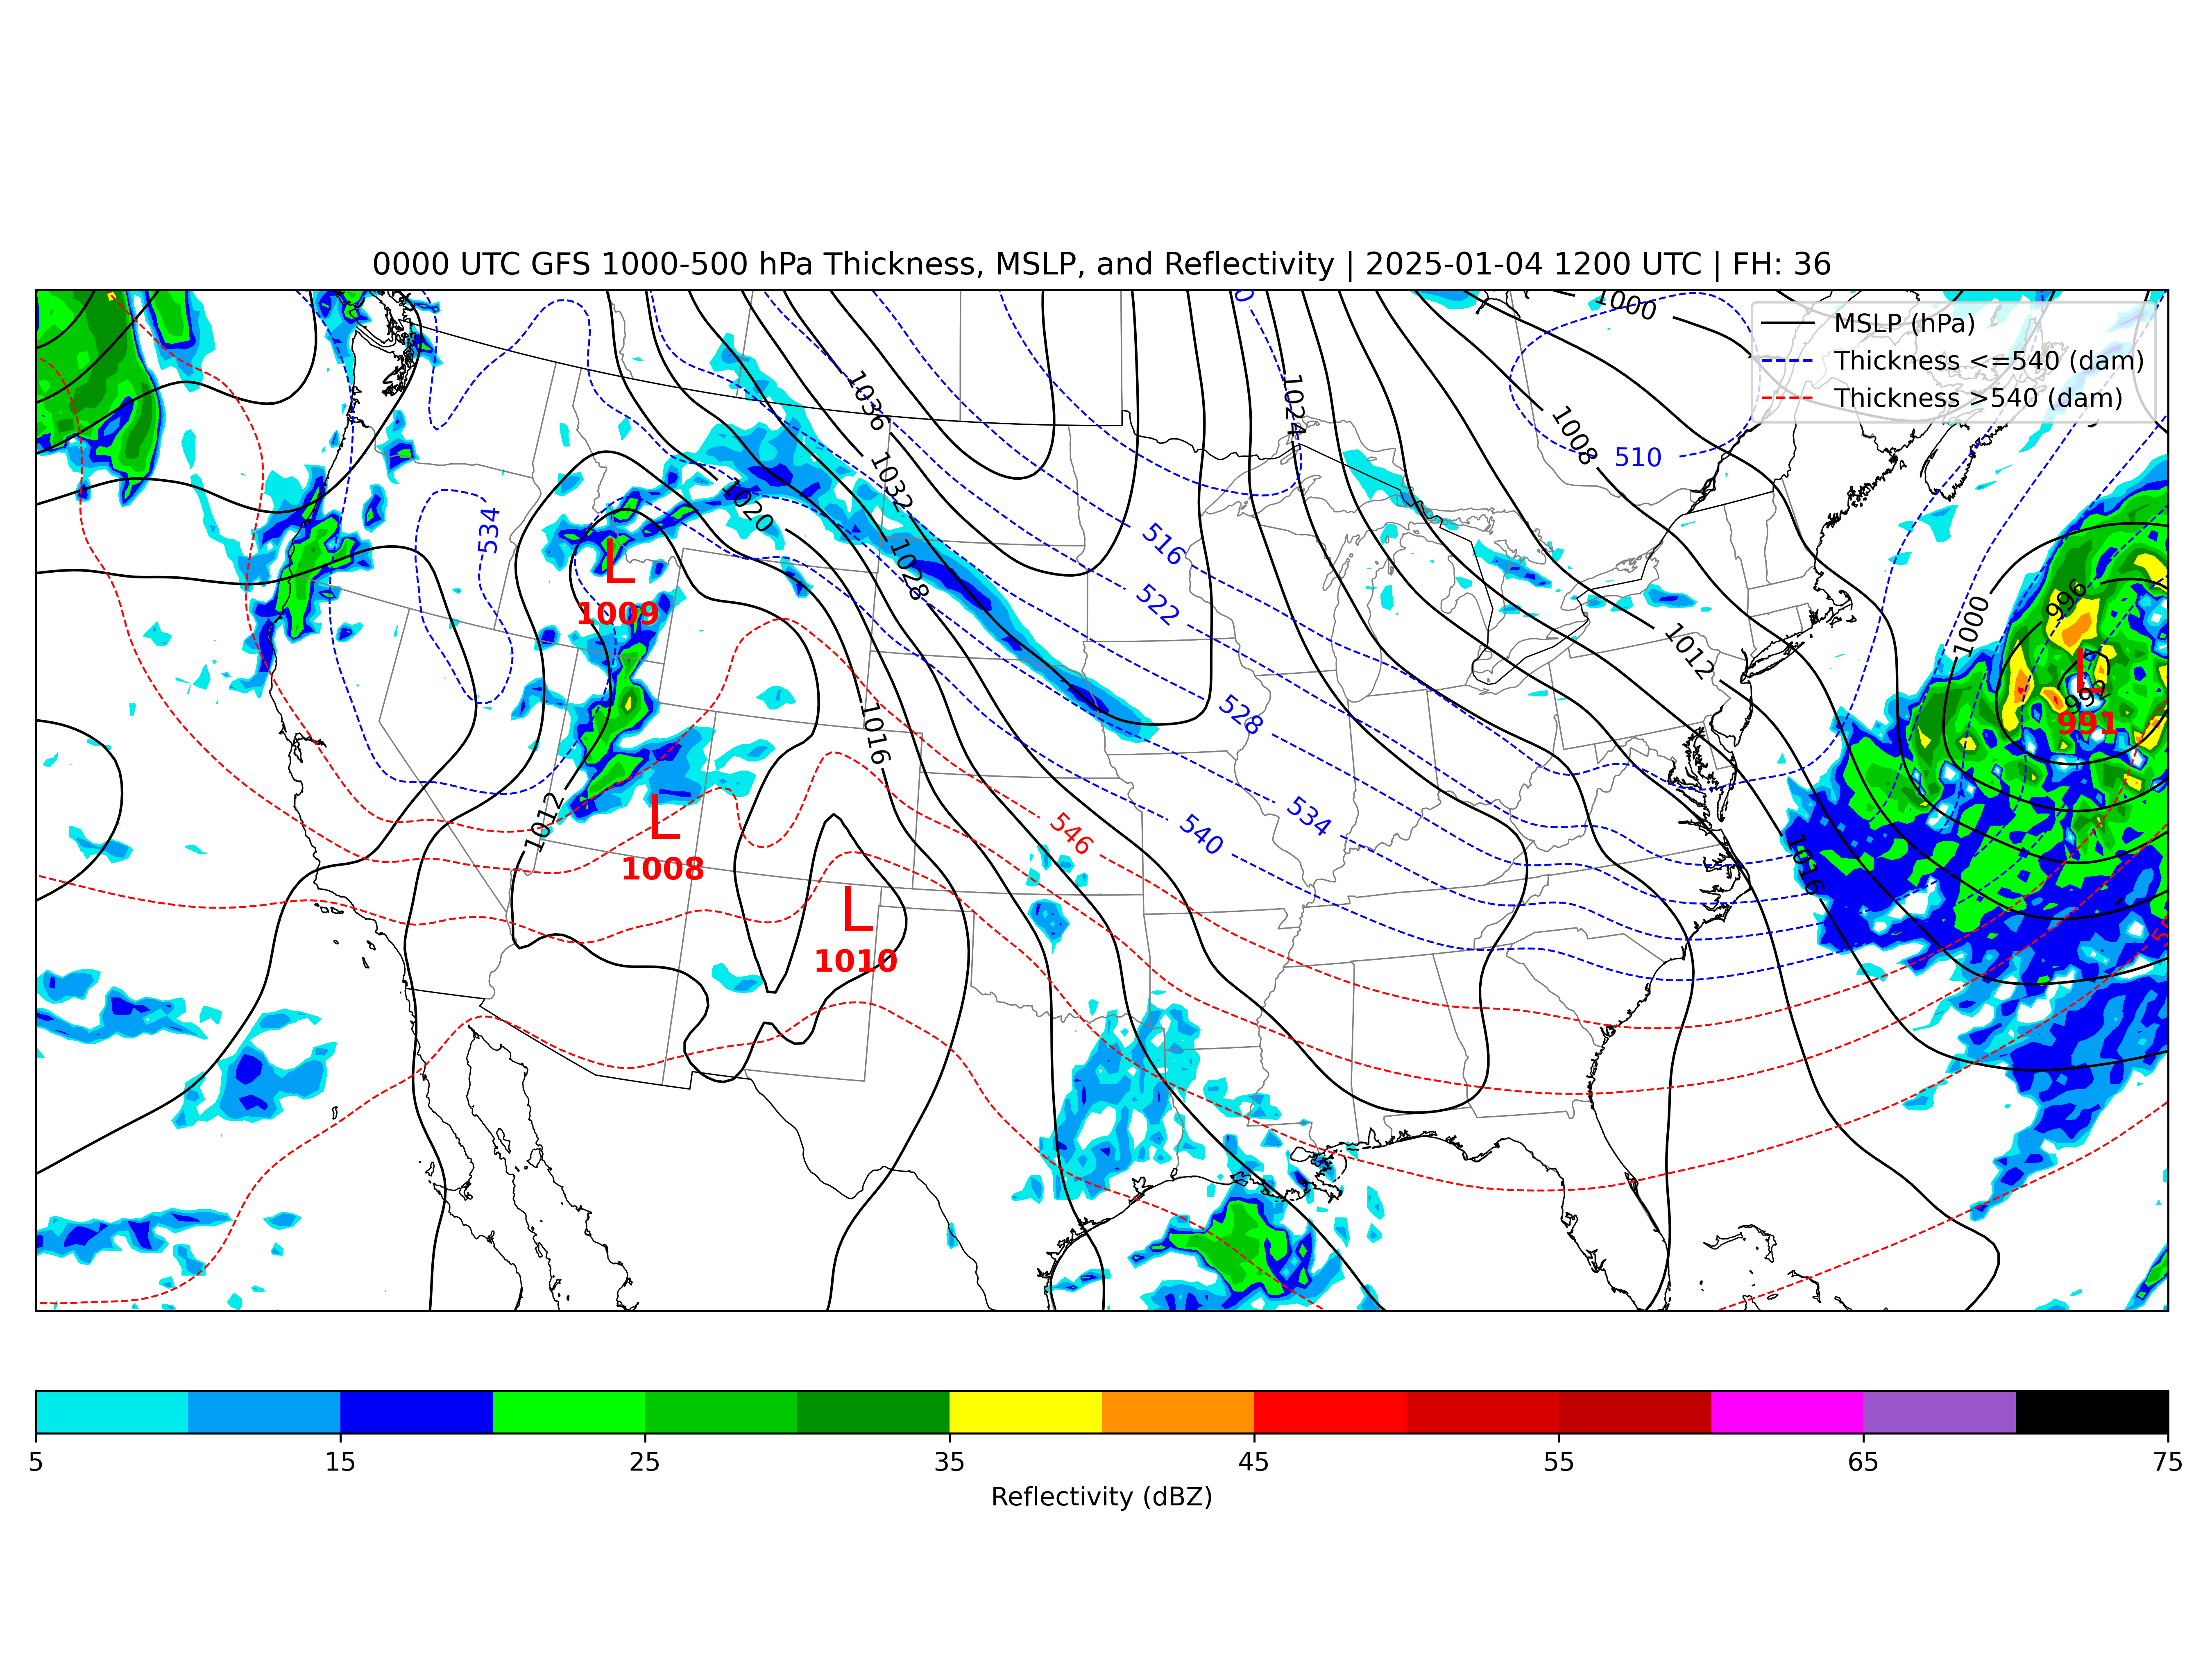 0000 UTC GFS 1000-500 hPa Thickness, MSLP, and Reflectivity | 2025-01-04 1200 UTC | FH: 36
MSLP (hPa)
Thickness <=540 (dam)
Thickness >540 (dam)
1000
1036
1024
1008
510
1032
1020
534
516
1028
L
1009
522
996
1000
1012
L
992
991
528
1016
1012
L
1008
546
540
534
1016
L
1010
5 15 25 35 45 55 65 75
Reflectivity (dBZ)